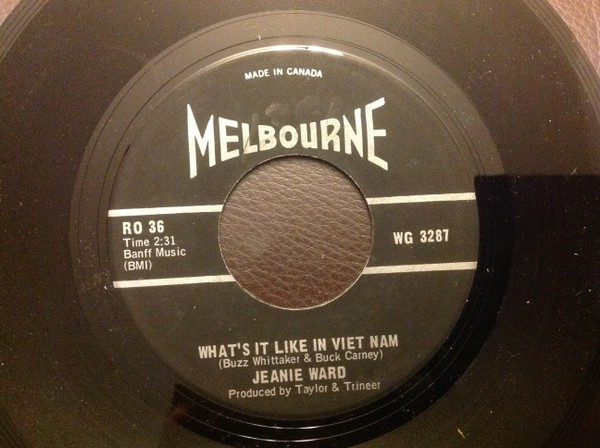 MADE IN CANADA
MELBOURNE
RO 36
Time 2:31
Banff Music
(BMI)
WG 3287
WHAT'S IT LIKE IN VIET NAM
(Buzz Whittaker & Buck Carney)
JEANIE WARD
Produced by Taylor & Trineer